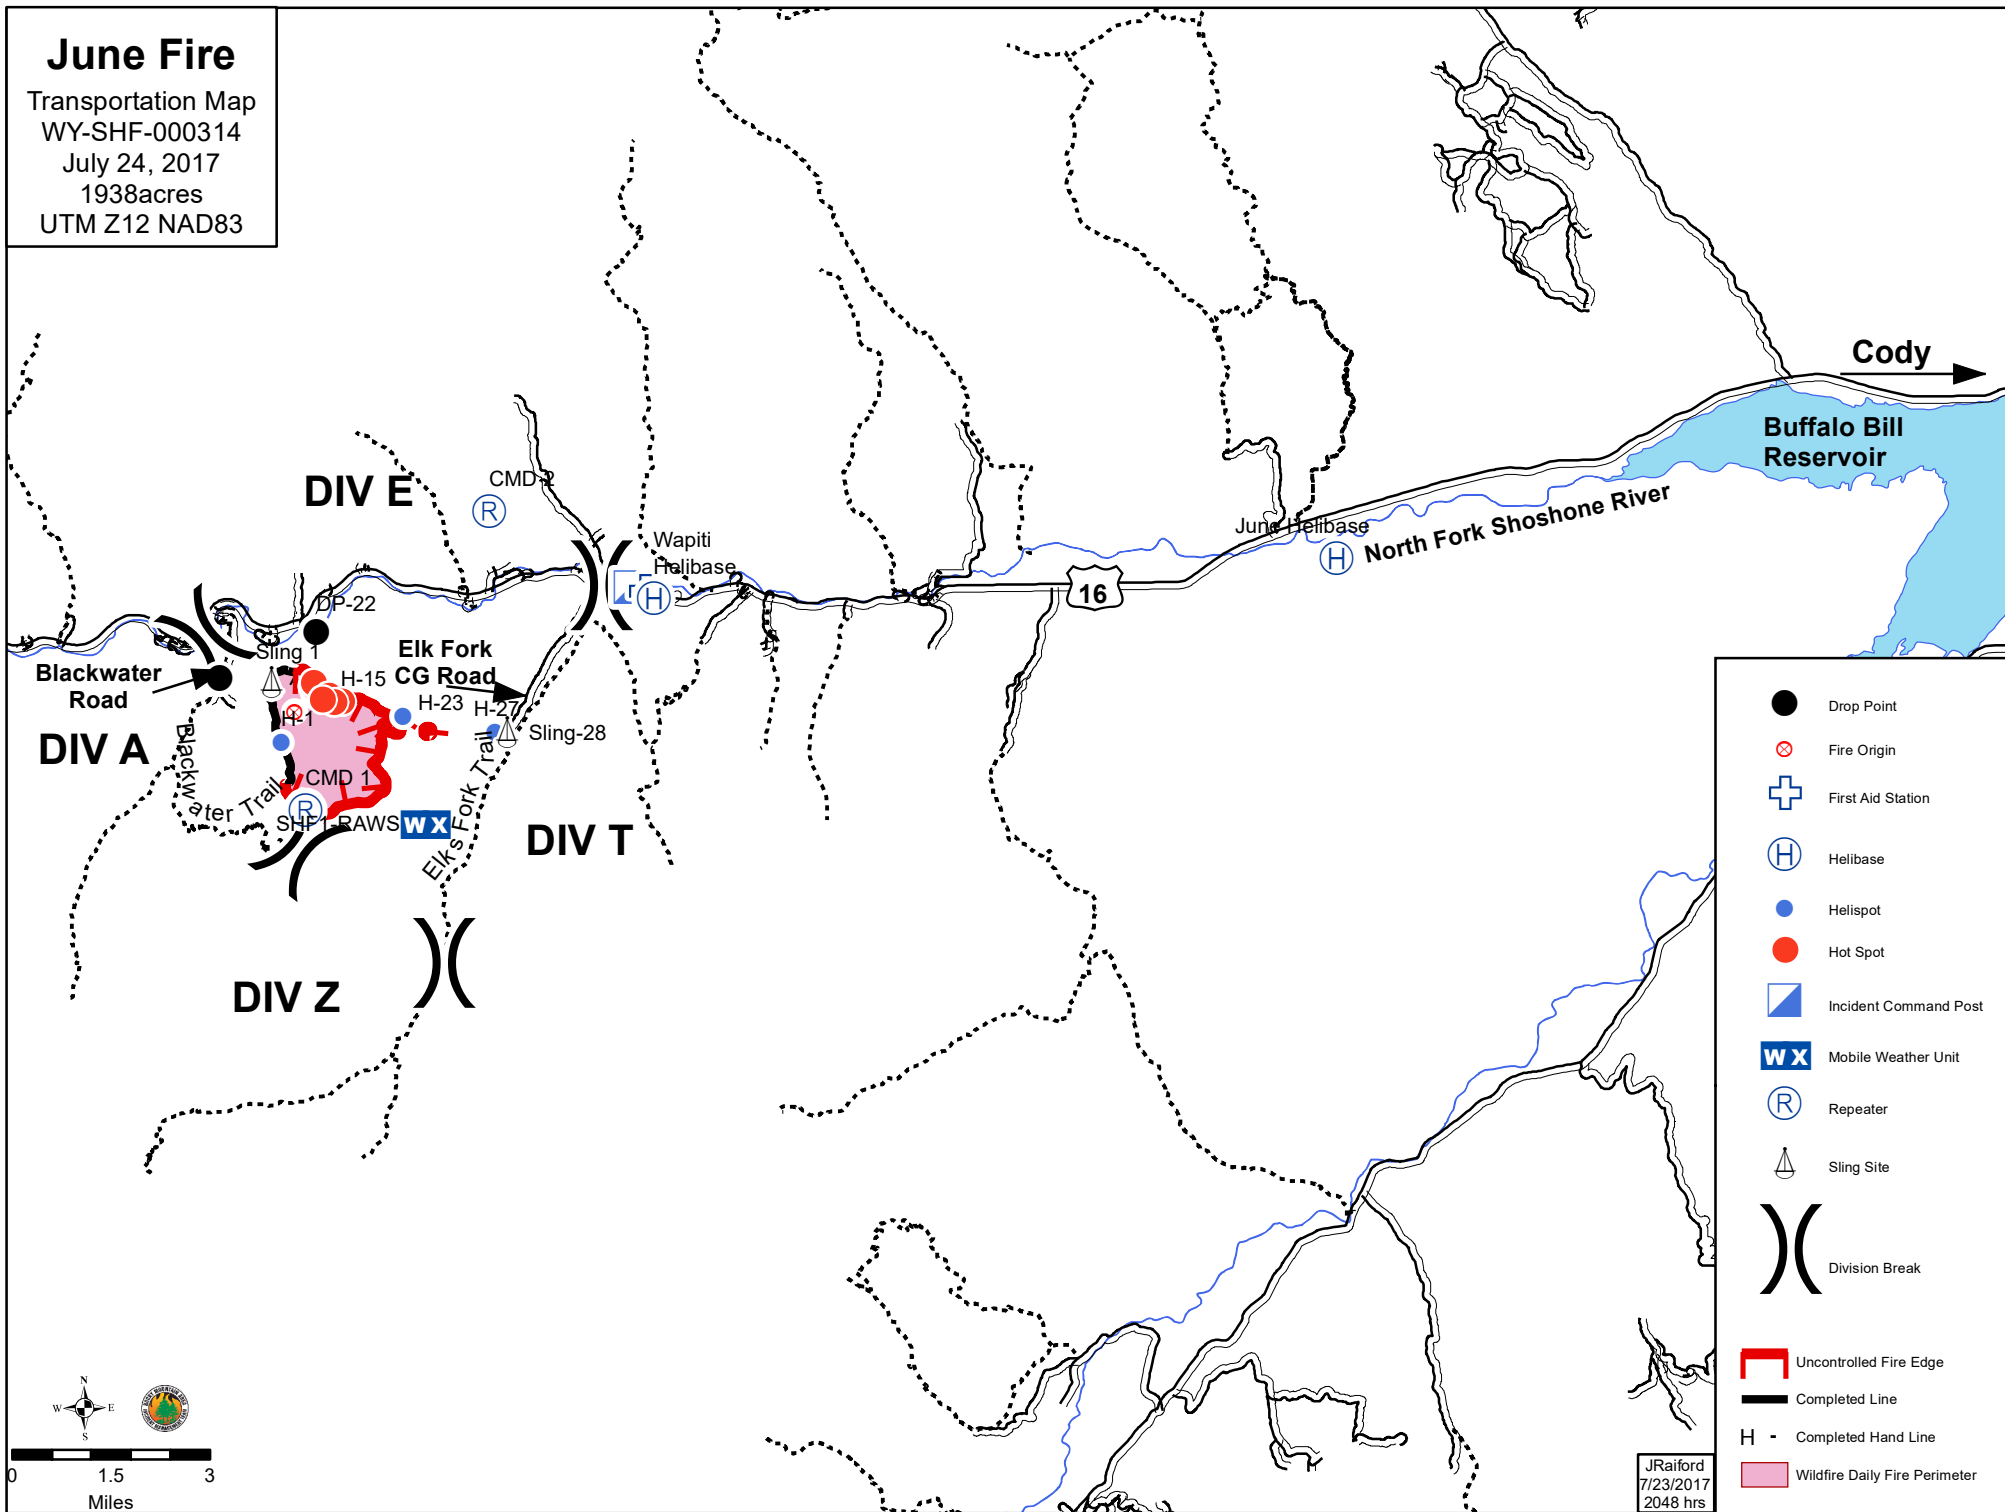 June Fire
Transportation Map
WY-SHF-000314
July 24, 2017
1938acres
UTM Z12 NAD83
Cody
Buffalo Bill
Reservoir
North Fork Shoshone River
June Helibase
H
16
DIV E
CMD-2
R
Wapiti
Helibase
H
DP-22
Sling 1
Blackwater
Road
Elk Fork
CG Road
H-15
H-23
H-27
H-1
Sling-28
DIV A
Blackwater Trail
CMD 1
R
SHF1-RAWS
WX
Elks Fork Trail
DIV T
DIV Z
Drop Point
Fire Origin
First Aid Station
H
Helibase
Helispot
Hot Spot
Incident Command Post
WX
Mobile Weather Unit
R
Repeater
Sling Site
Division Break
Uncontrolled Fire Edge
Completed Line
H -
Completed Hand Line
Wildfire Daily Fire Perimeter
N
W
E
S
0
1.5
3
Miles
JRaiford
7/23/2017
2048 hrs